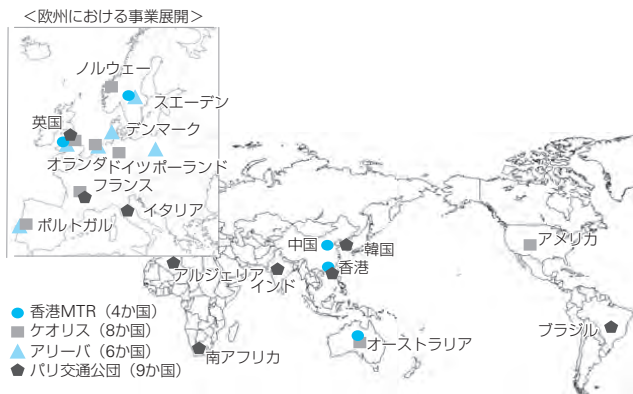 <欧州における事業展開>
ノルウェー
スエーデン
英国
デンマーク
オランダ
ドイツ
ポーランド
フランス
イタリア
ポルトガル
中国
韓国
香港
アメリカ
アルジェリア
インド
ブラジル
南アフリカ
オーストラリア
香港MTR(4か国)
ケオリス(8か国)
アリーバ(6か国)
パリ交通公団(9か国)